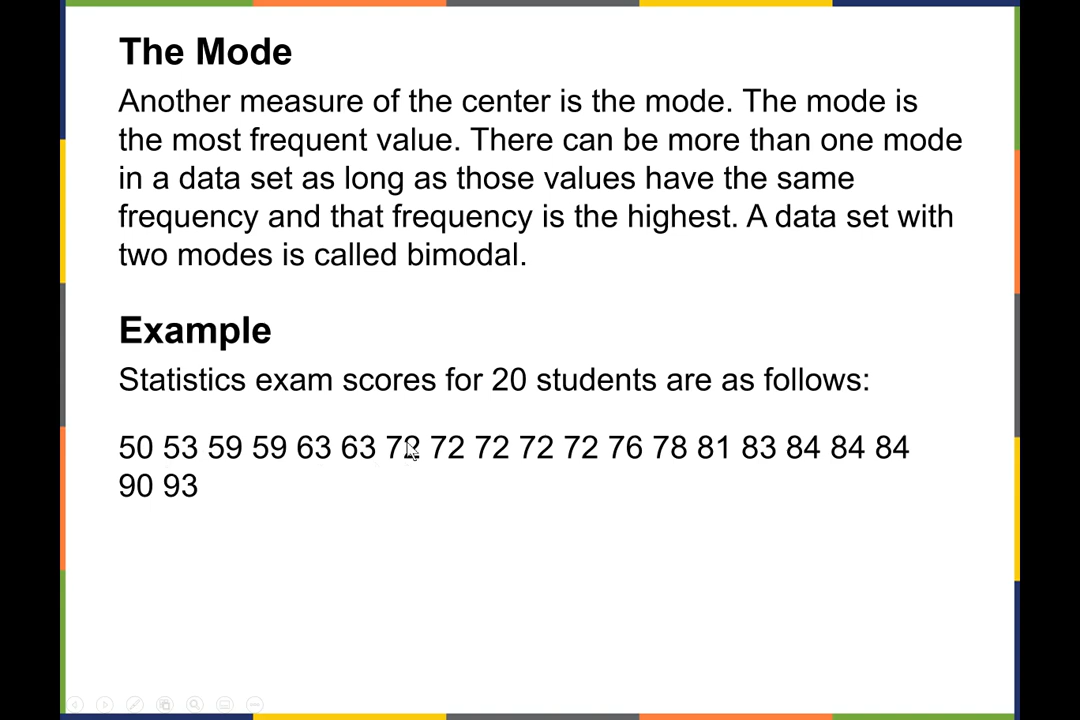 The Mode
Another measure of the center is the mode. The mode is
the most frequent value. There can be more than one mode
in a data set as long as those values have the same
frequency and that frequency is the highest. A data set with
two modes is called bimodal.
Example
Statistics exam scores for 20 students are as follows:
50 53 59 59 63 63 72 72 72 72 72 76 78 81 83 84 84 84
90 93